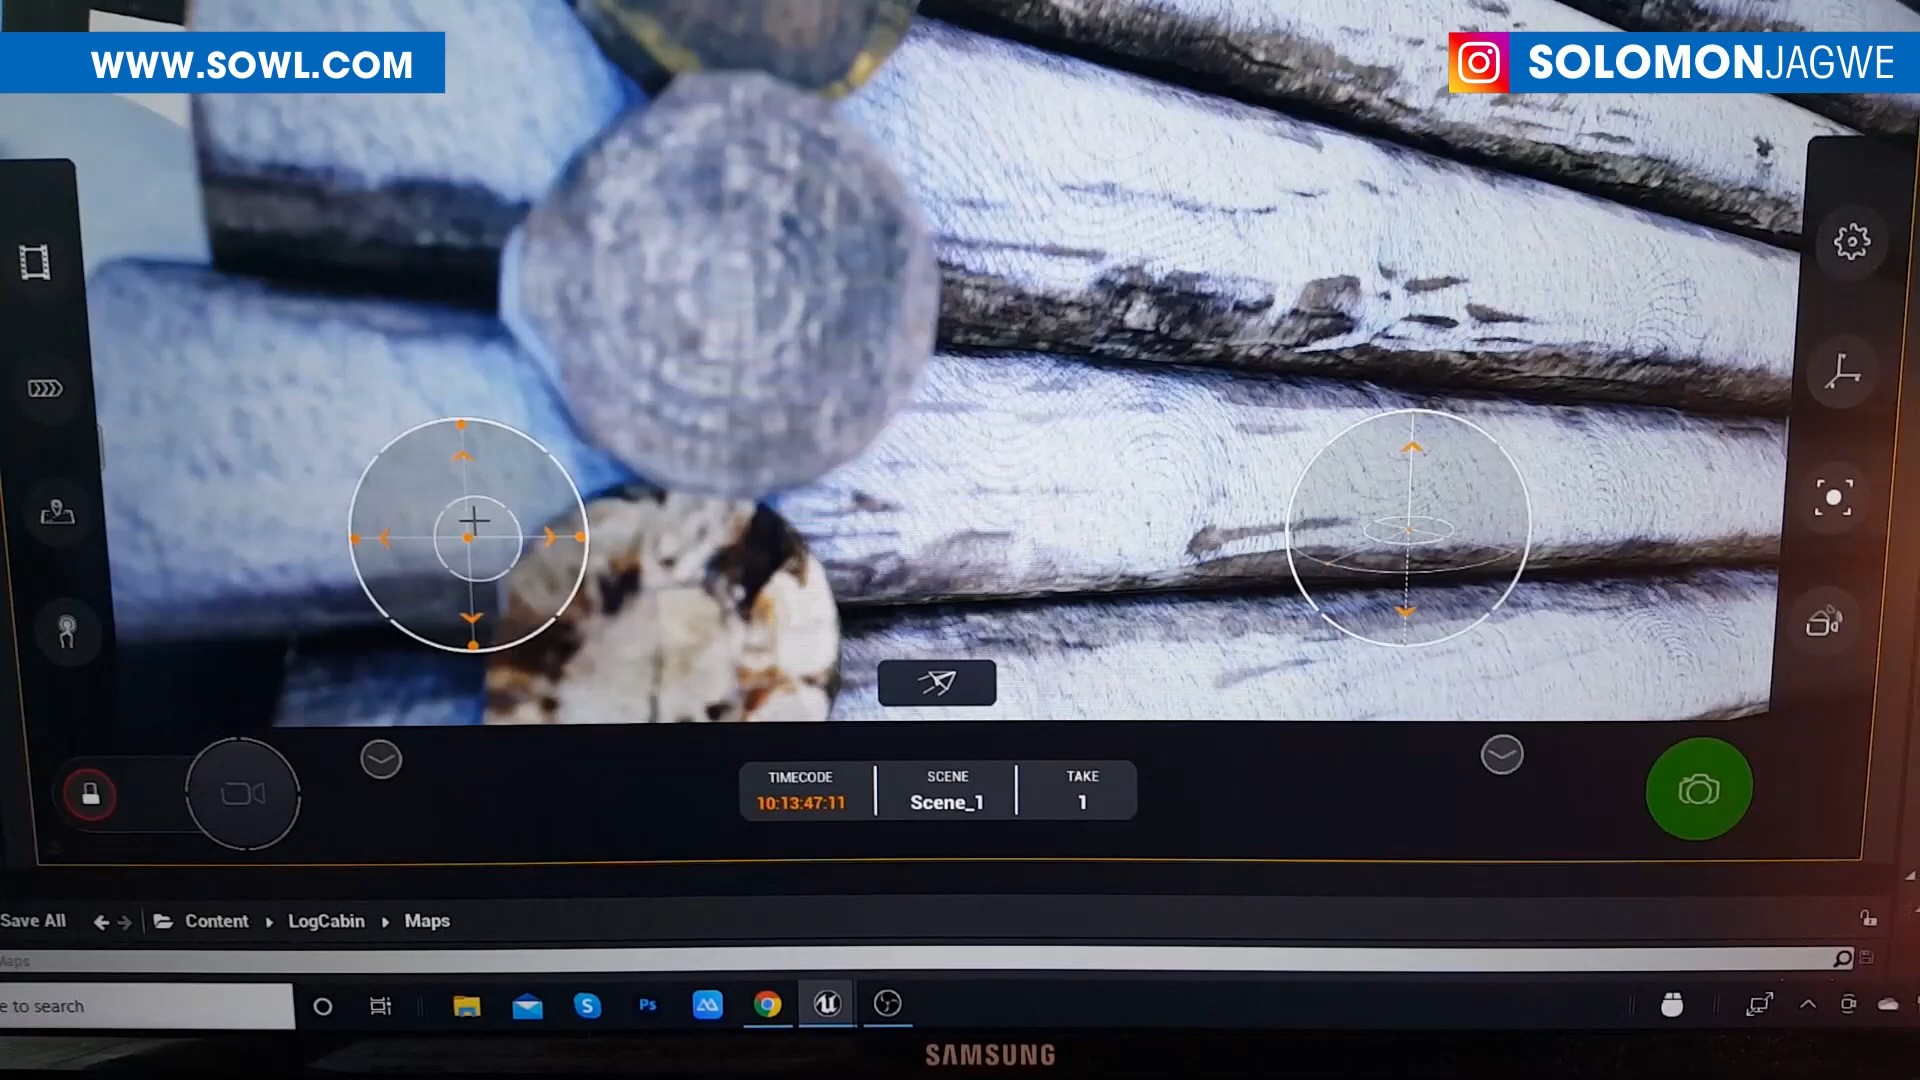 WWW.SOWL.COM
SOLOMONJAGWE
TIMECODE
10:13:47:11
SCENE
Scene_1
TAKE
1
Save All
Content
LogCabin
Maps
Maps
e to search
S
Ps
SAMSUNG